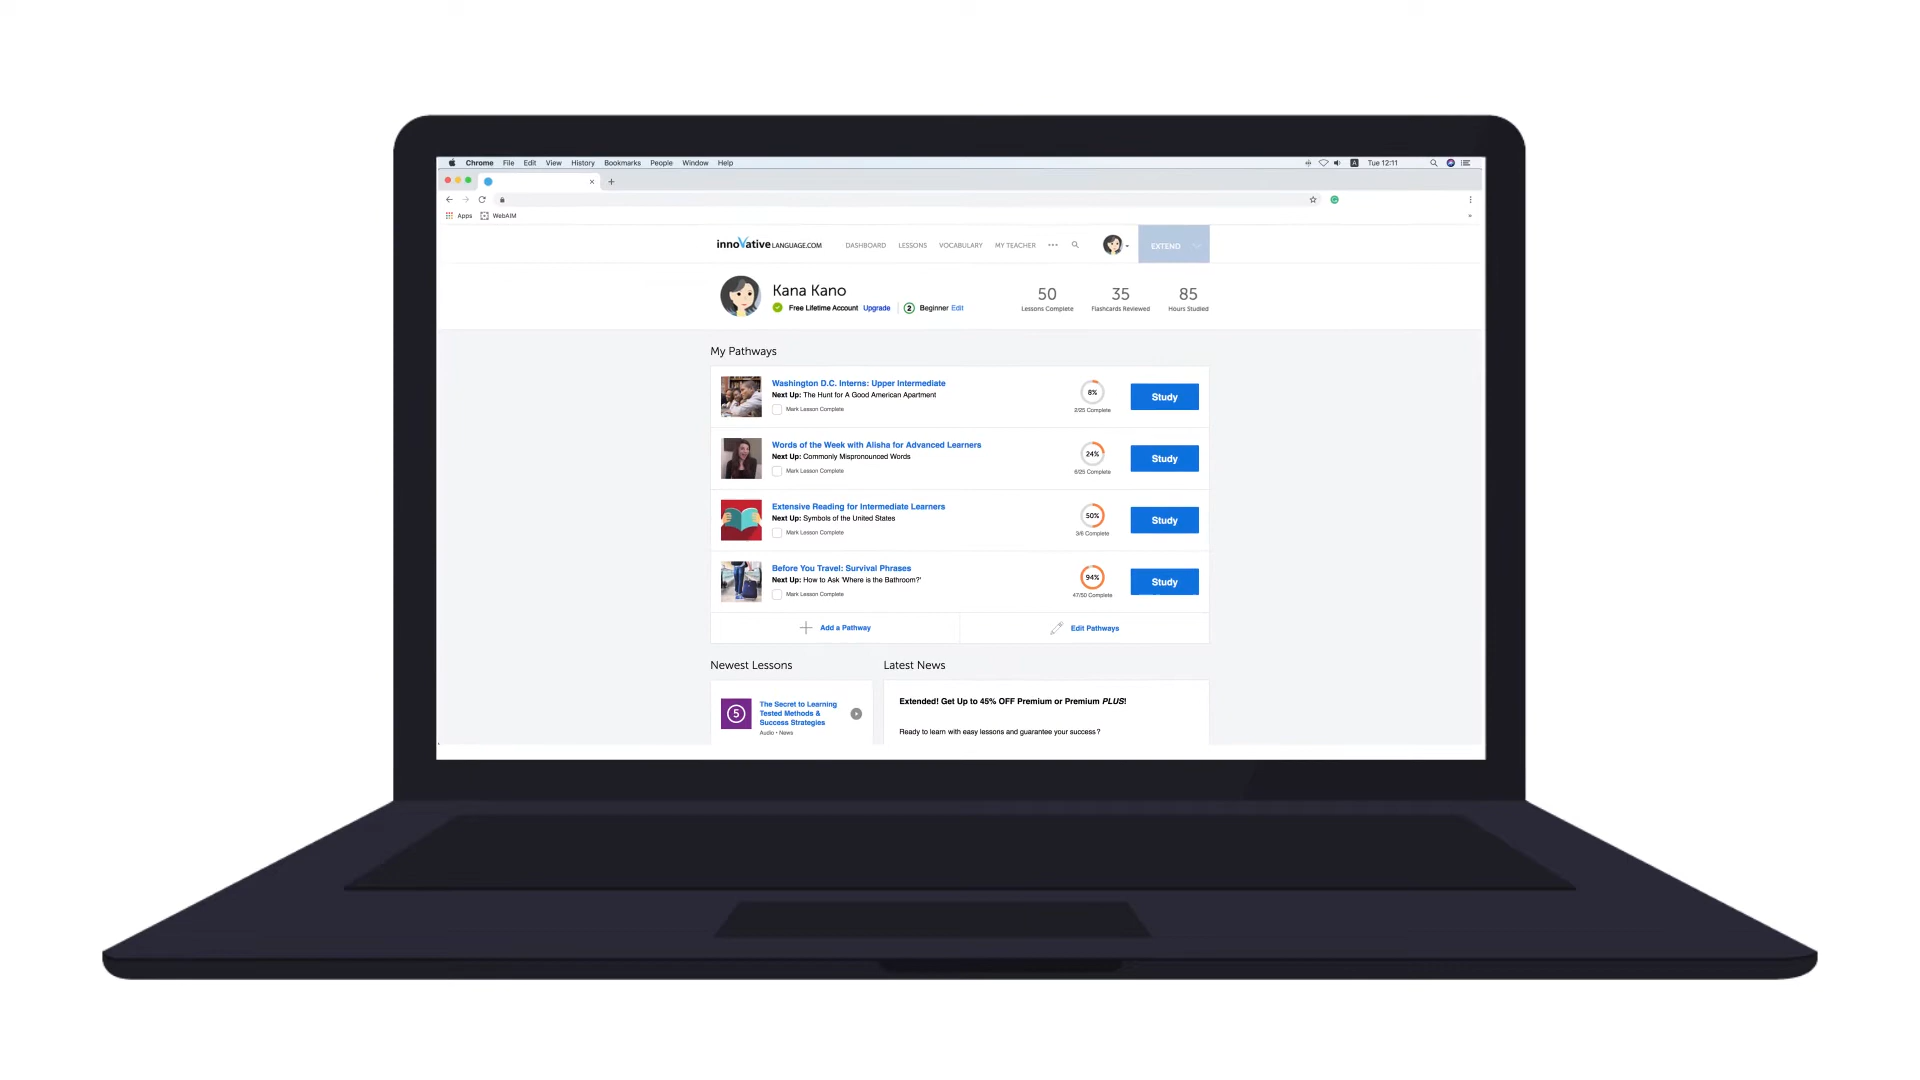 Chrome File Edit View History Bookmarks People Window Help
A Tue 12:11
Apps WebAIM
innoVative LANGUAGE.COM DASHBOARD LESSONS VOCABULARY MY TEACHER EXTEND
Kana Kano
Free Lifetime Account Upgrade 2 Beginner Edit
50 35 85
Lessons Complete Flashcards Reviewed Hours Studied
My Pathways
Washington D.C. Interns: Upper Intermediate
Next Up: The Hunt for A Good American Apartment
Mark Lesson Complete
8%
2/25 Complete
Study
Words of the Week with Alisha for Advanced Learners
Next Up: Commonly Mispronounced Words
Mark Lesson Complete
24%
6/25 Complete
Study
Extensive Reading for Intermediate Learners
Next Up: Symbols of the United States
Mark Lesson Complete
50%
3/6 Complete
Study
Before You Travel: Survival Phrases
Next Up: How to Ask 'Where is the Bathroom?'
Mark Lesson Complete
94%
47/50 Complete
Study
Add a Pathway Edit Pathways
Newest Lessons
5
The Secret to Learning
Tested Methods &
Success Strategies
Audio • News
Latest News
Extended! Get Up to 45% OFF Premium or Premium PLUS!
Ready to learn with easy lessons and guarantee your success?